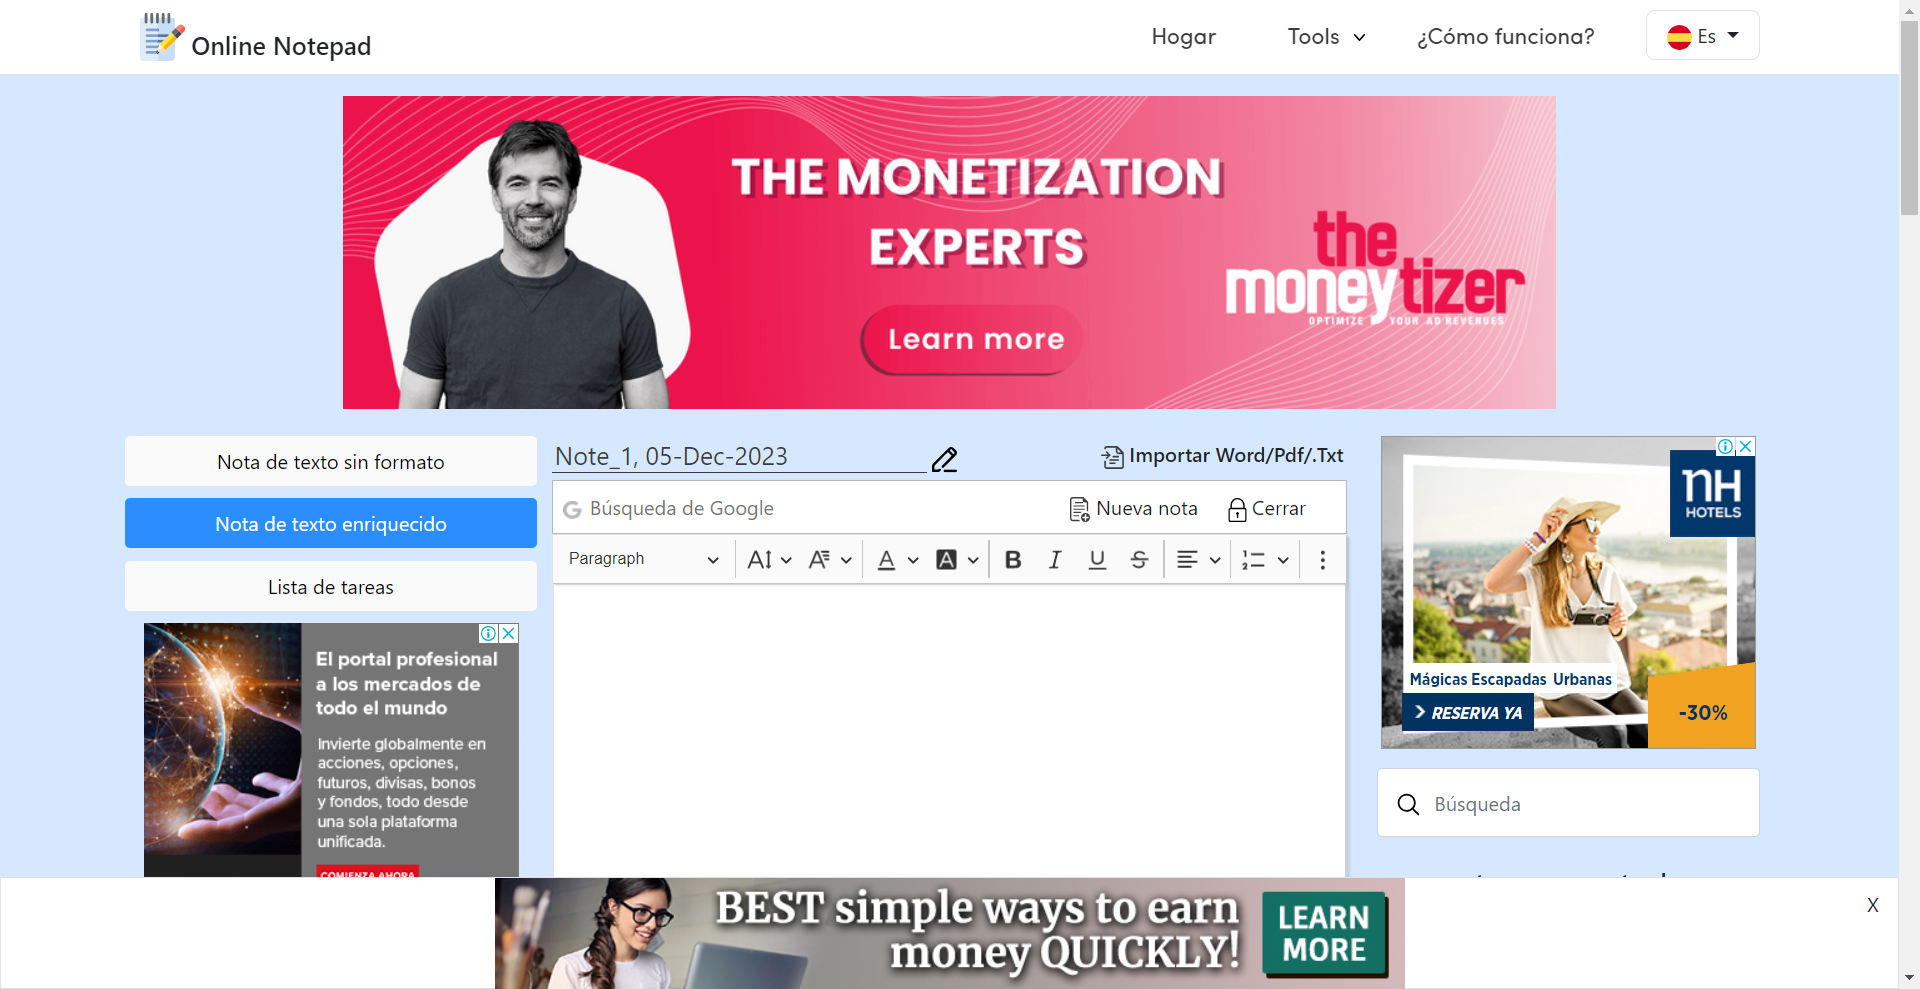 Online Notepad
Hogar
Tools
¿Cómo funciona?
Es
THE MONETIZATION
EXPERTS
Learn more
the
moneytizer
OPTIMIZE YOUR AD REVENUES
Nota de texto sin formato
Nota de texto enriquecido
Lista de tareas
El portal profesional
a los mercados de
todo el mundo
Invierte globalmente en
acciones, opciones,
futuros, divisas, bonos
y fondos, todo desde
una sola plataforma
unificada.
COMIENZA AHORA
Note_1, 05-Dec-2023
Importar Word/Pdf/.Txt
Búsqueda de Google
Nueva nota
Cerrar
Paragraph
nH
HOTELS
Mágicas Escapadas Urbanas
RESERVA YA
-30%
Búsqueda
BEST simple ways to earn
money QUICKLY!
LEARN
MORE
X